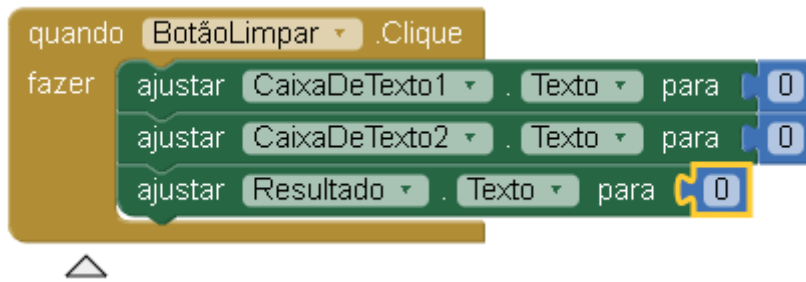 quando BotãoLimpar .Clique
fazer ajustar CaixaDeTexto1 . Texto para 0
ajustar CaixaDeTexto2 . Texto para 0
ajustar Resultado . Texto para 0